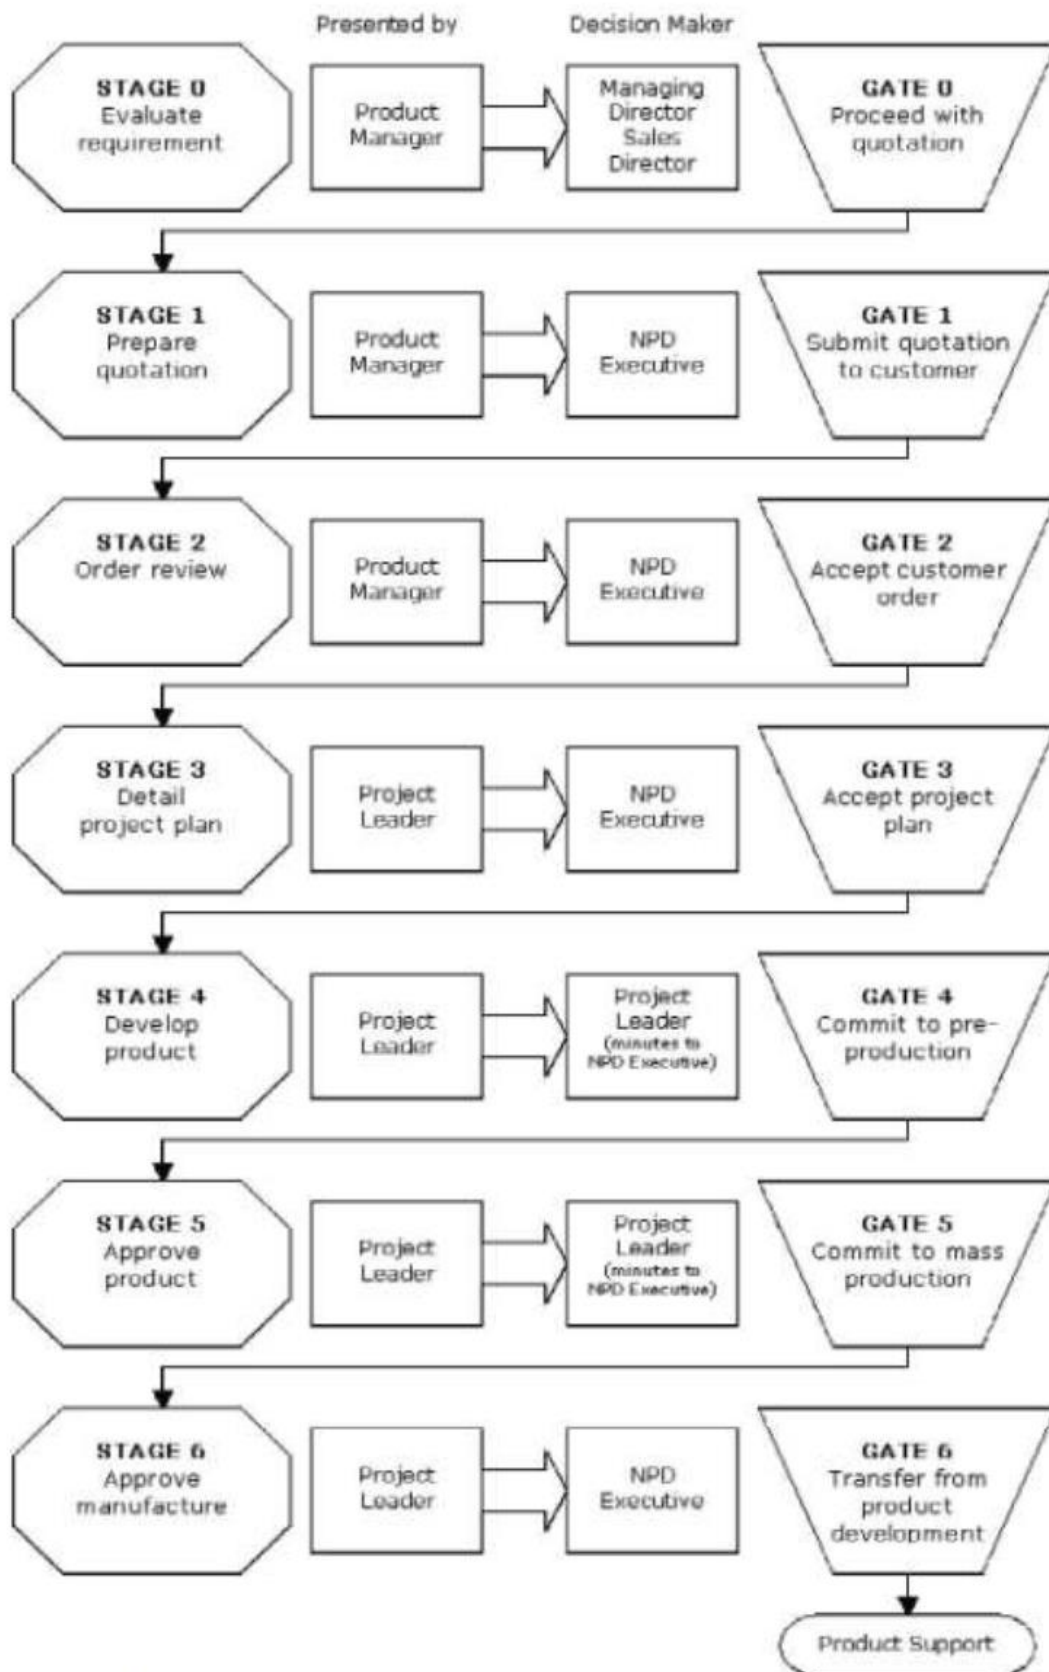 Presented by
Decision Maker
STAGE 0
Evaluate
requirement
Product
Manager
Managing
Director
Sales
Director
GATE 0
Proceed with
quotation
STAGE 1
Prepare
quotation
Product
Manager
NPD
Executive
GATE 1
Submit quotation
to customer
STAGE 2
Order review
Product
Manager
NPD
Executive
GATE 2
Accept customer
order
STAGE 3
Detail
project plan
Project
Leader
NPD
Executive
GATE 3
Accept project
plan
STAGE 4
Develop
product
Project
Leader
Project
Leader
(minutes to
NPD Executive)
GATE 4
Commit to pre-
production
STAGE 5
Approve
product
Project
Leader
Project
Leader
(minutes to
NPD Executive)
GATE 5
Commit to mass
production
STAGE 6
Approve
manufacture
Project
Leader
NPD
Executive
GATE 6
Transfer from
product
development
Product Support